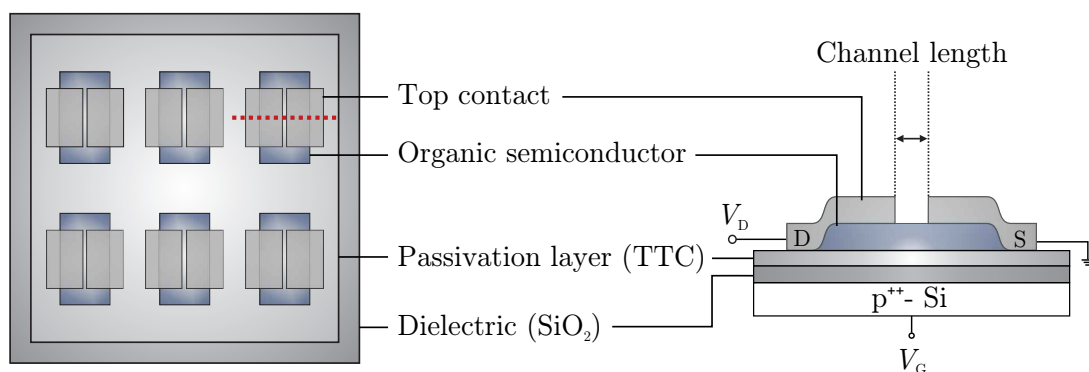 Channel length
Top contact
Organic semiconductor
V_D
D
S
Passivation layer (TTC)
p⁺⁺- Si
Dielectric (SiO₂)
V_G